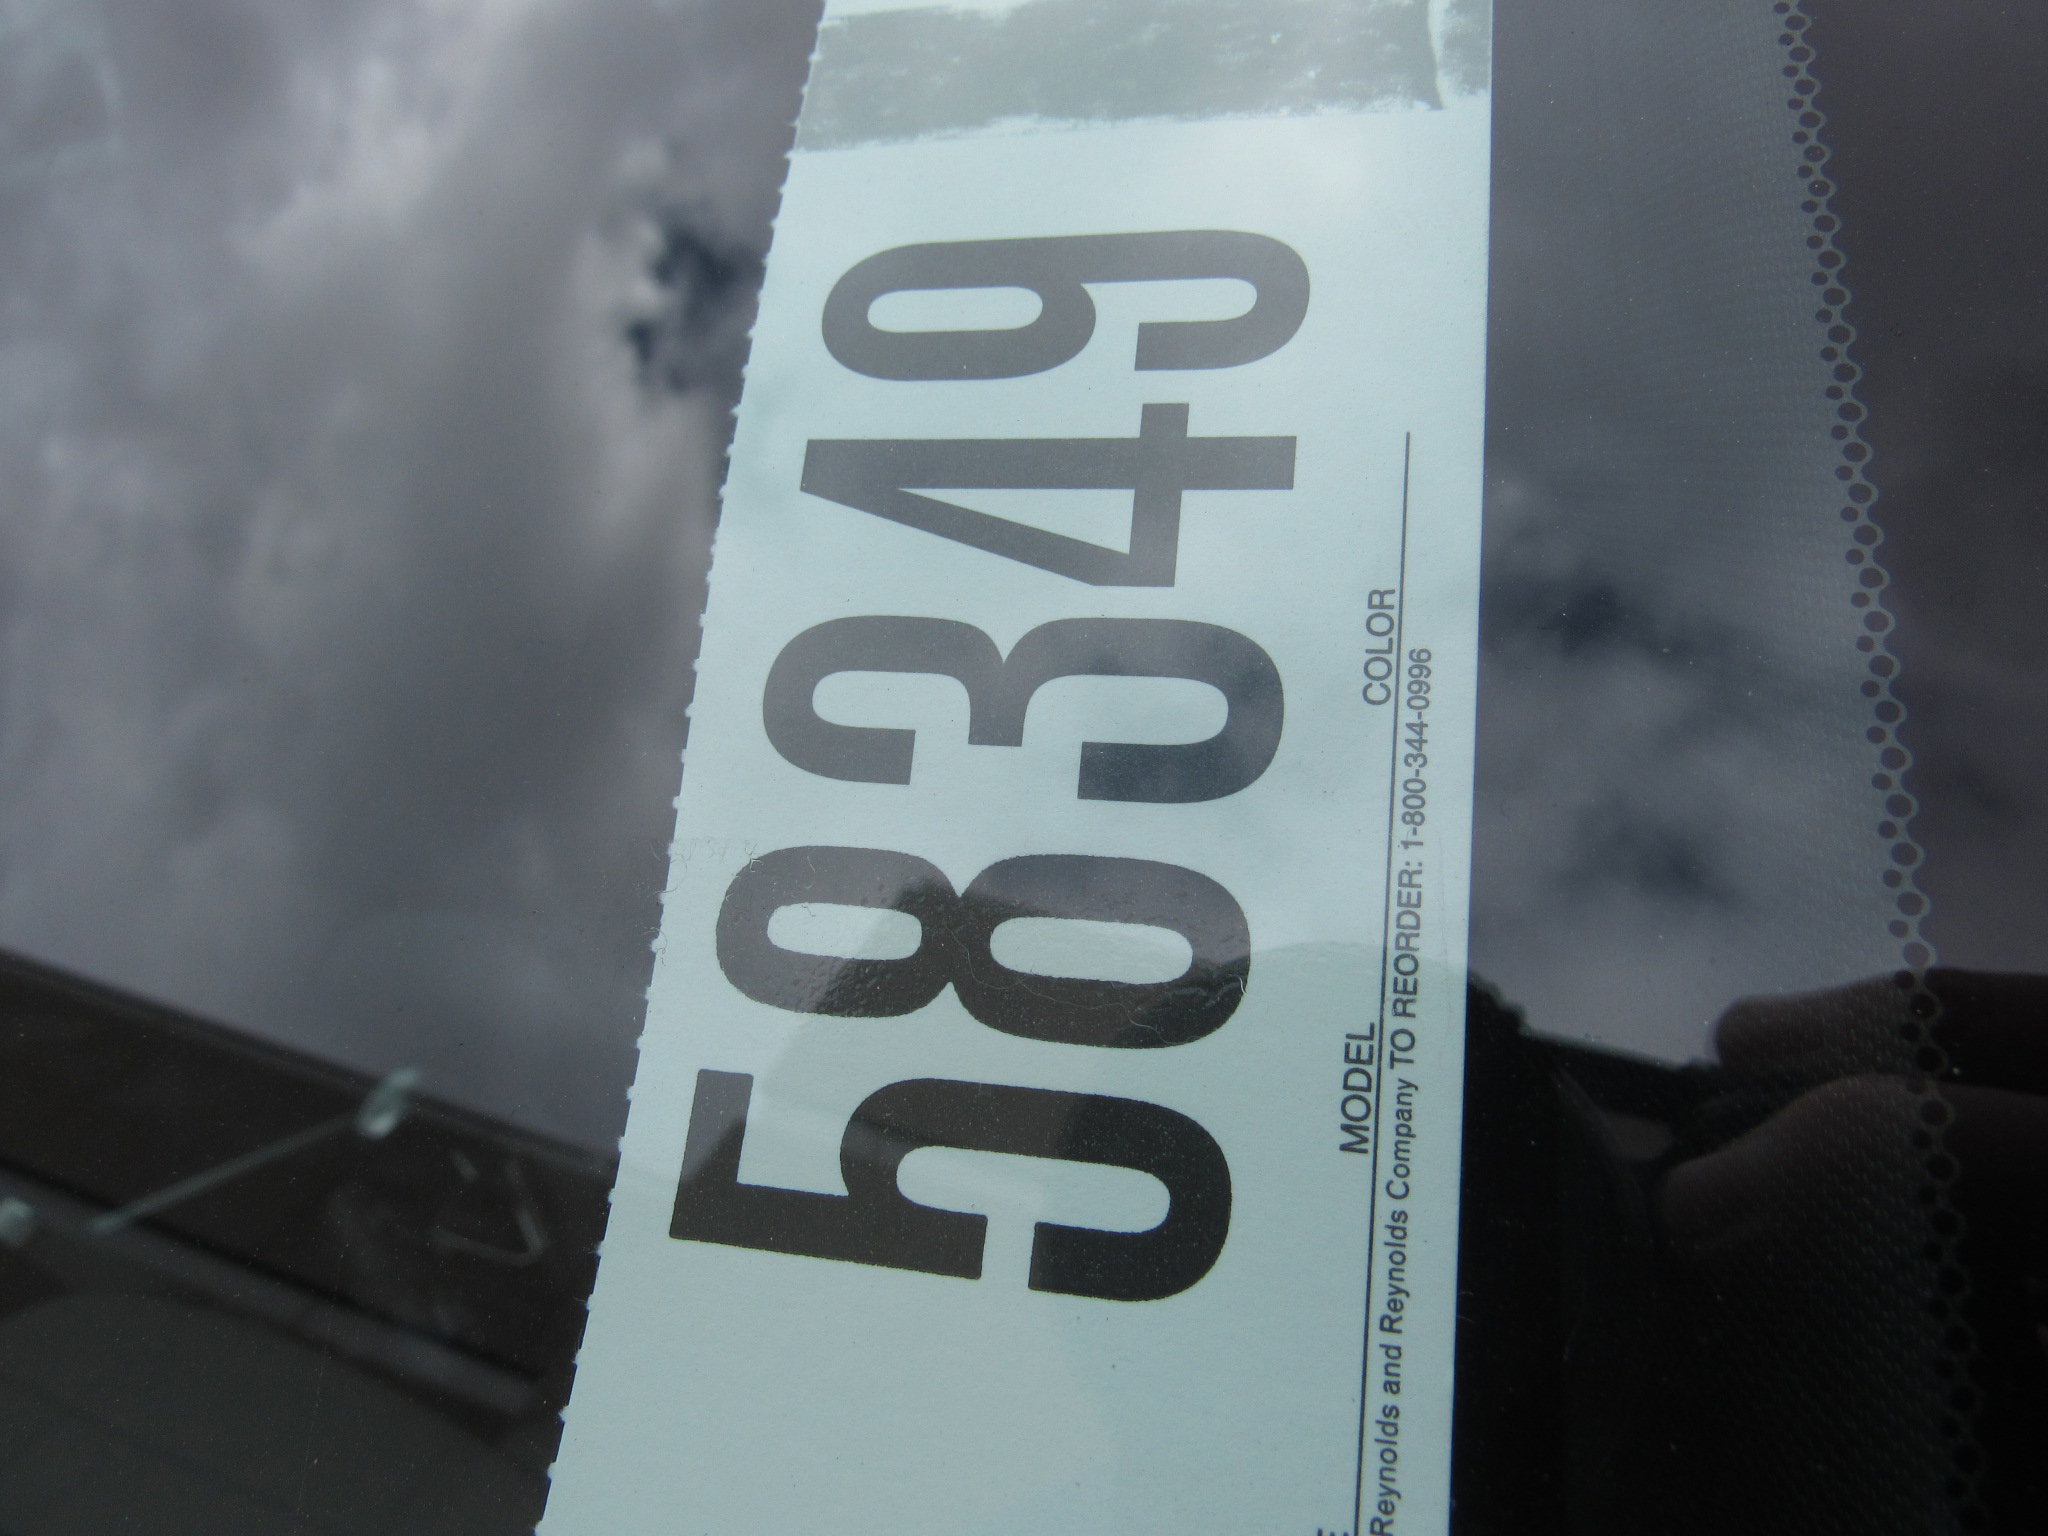 58349
MODEL COLOR
Reynolds and Reynolds Company TO REORDER: 1-800-344-0996